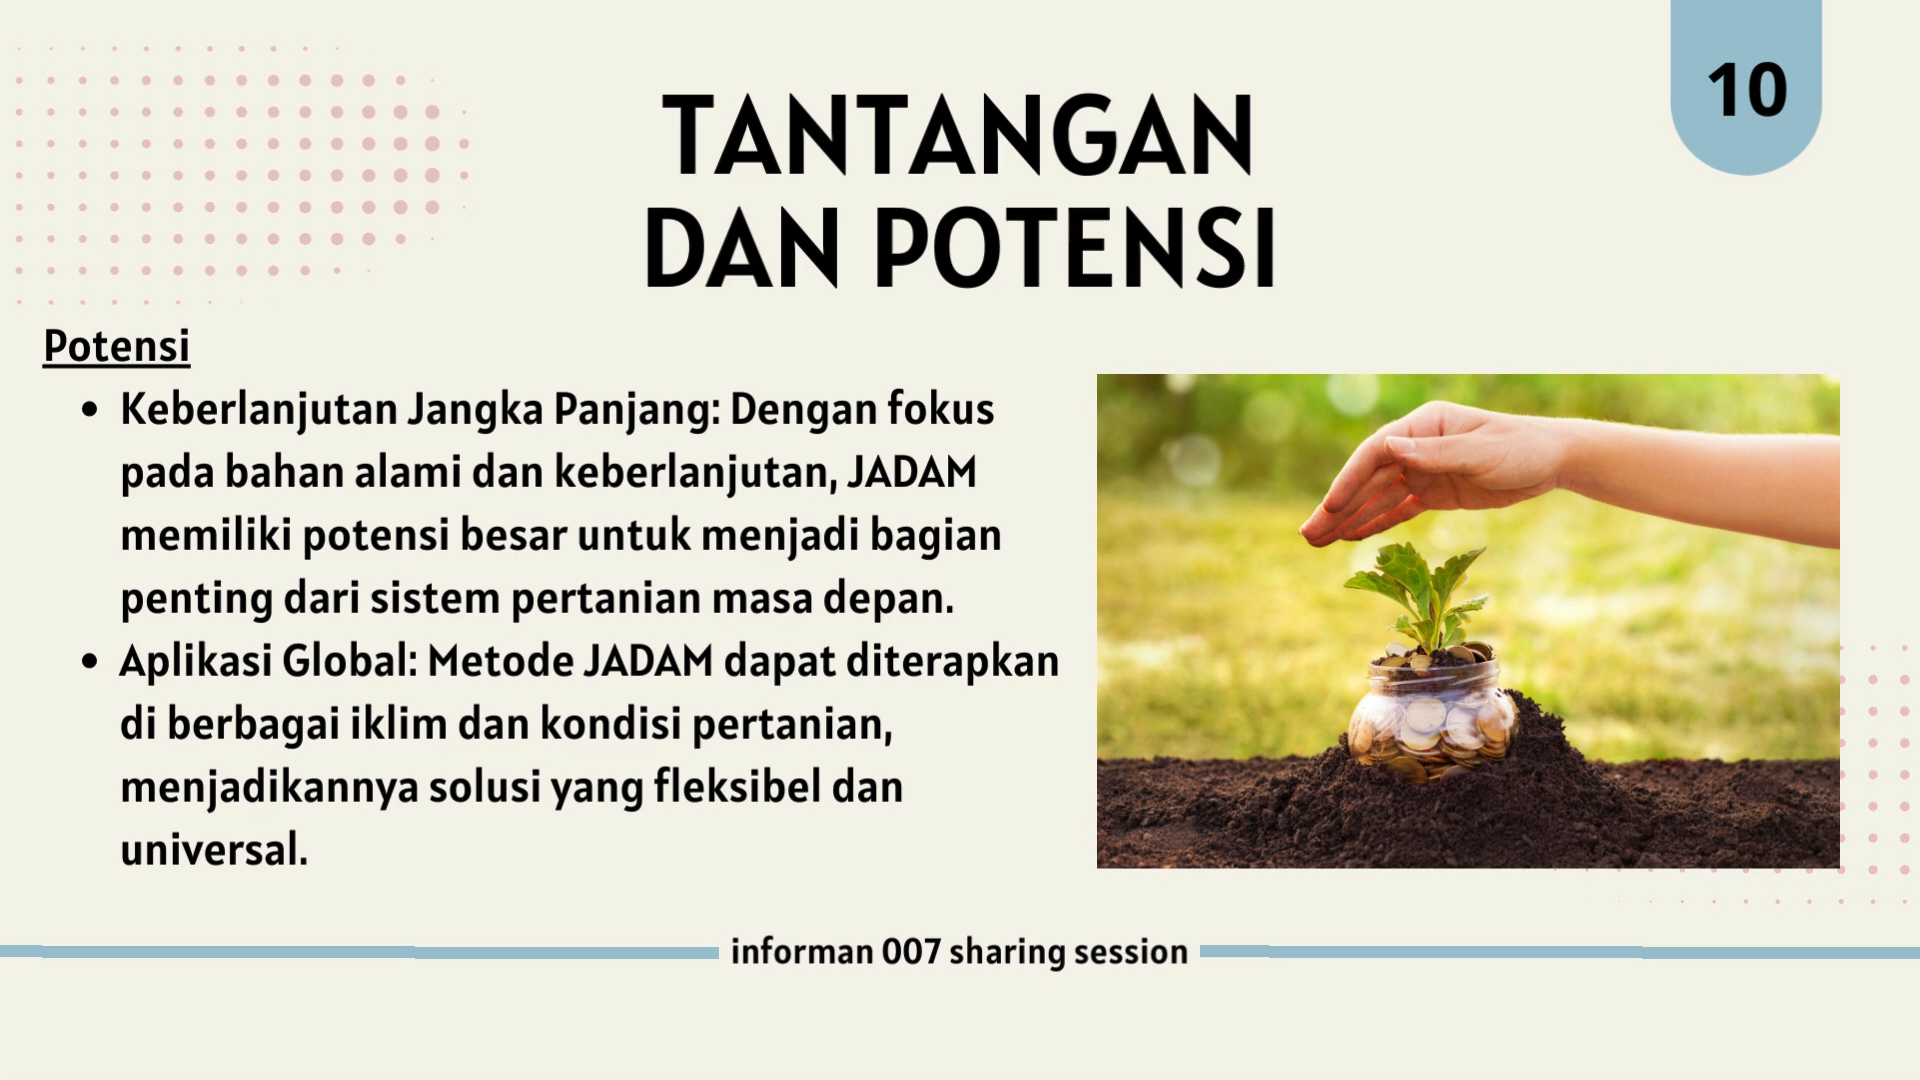 10
TANTANGAN
DAN POTENSI
Potensi
• Keberlanjutan Jangka Panjang: Dengan fokus
pada bahan alami dan keberlanjutan, JADAM
memiliki potensi besar untuk menjadi bagian
penting dari sistem pertanian masa depan.
• Aplikasi Global: Metode JADAM dapat diterapkan
di berbagai iklim dan kondisi pertanian,
menjadikannya solusi yang fleksibel dan
universal.
informan 007 sharing session